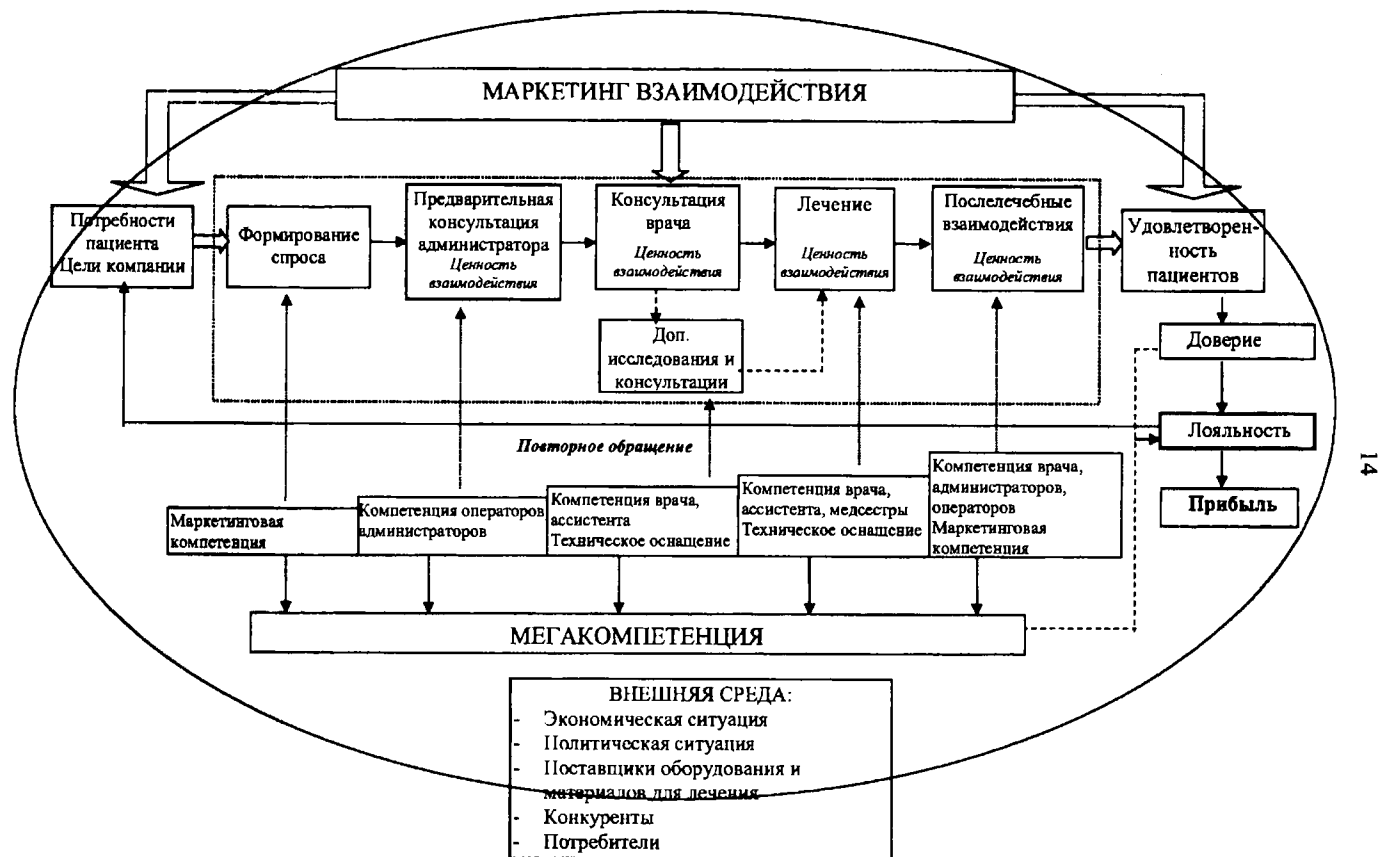 МАРКЕТИНГ ВЗАИМОДЕЙСТВИЯ
Потребности
пациента
Цели компании
Формирование
спроса
Предварительная
консультация
администратора
Ценность
взаимодействия
Консультация
врача
Ценность
взаимодействия
Лечение
Ценность
взаимодействия
Послелечебные
взаимодействия
Ценность
взаимодействия
Удовлетворен-
ность
пациентов
Доп.
исследования и
консультации
Доверие
Лояльность
Прибыль
Повторное обращение
Маркетинговая
компетенция
Компетенция операторов
администраторов
Компетенция врача,
ассистента
Техническое оснащение
Компетенция врача,
ассистента, медсестры
Техническое оснащение
Компетенция врача,
администраторов,
операторов
Маркетинговая
компетенция
МЕГАКОМПЕТЕНЦИЯ
ВНЕШНЯЯ СРЕДА:
- Экономическая ситуация
- Политическая ситуация
- Поставщики оборудования и
материалов для лечения
- Конкуренты
- Потребители
14